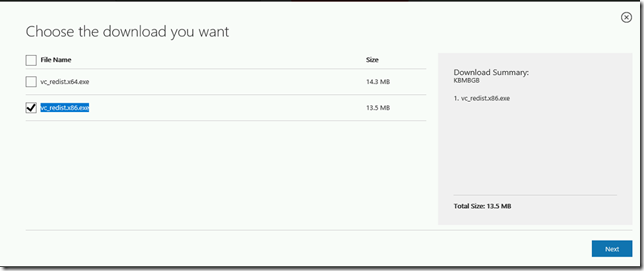 Choose the download you want
File Name Size
vc_redist.x64.exe 14.3 MB
vc_redist.x86.exe 13.5 MB
Download Summary:
KBMBGB
1. vc_redist.x86.exe
Total Size: 13.5 MB
Next